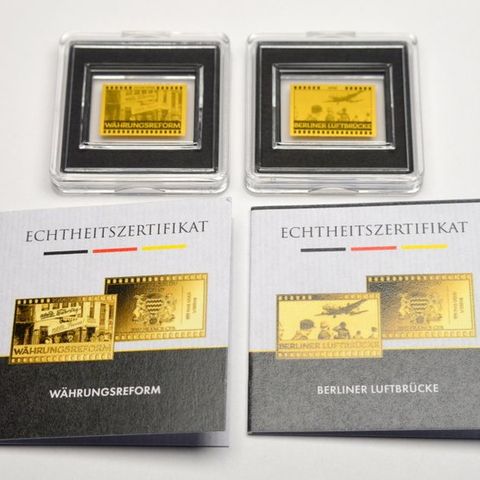 WÄHRUNGSREFORM
BERLINER LUFTBRÜCKE
ECHTHEITSZERTIFIKAT
WÄHRUNGSREFORM
WÄHRUNGSREFORM
ECHTHEITSZERTIFIKAT
BERLINER LUFTBRÜCKE
BERLINER LUFTBRÜCKE